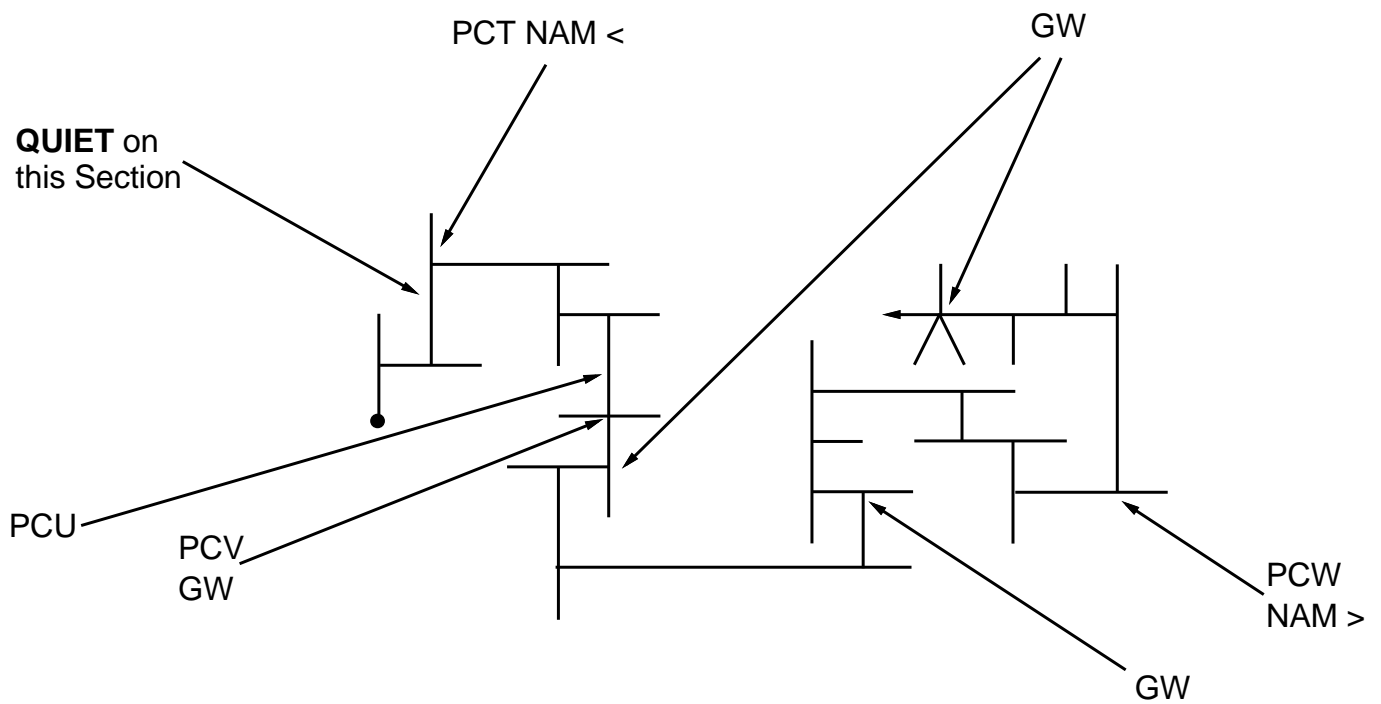 PCT NAM <
GW
QUIET on
this Section
PCU
PCV
GW
PCW
NAM >
GW